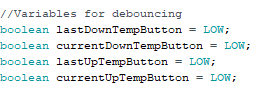 //Variables for debouncing
boolean lastDownTempButton = LOW;
boolean currentDownTempButton = LOW;
boolean lastUpTempButton = LOW;
boolean currentUpTempButton = LOW;